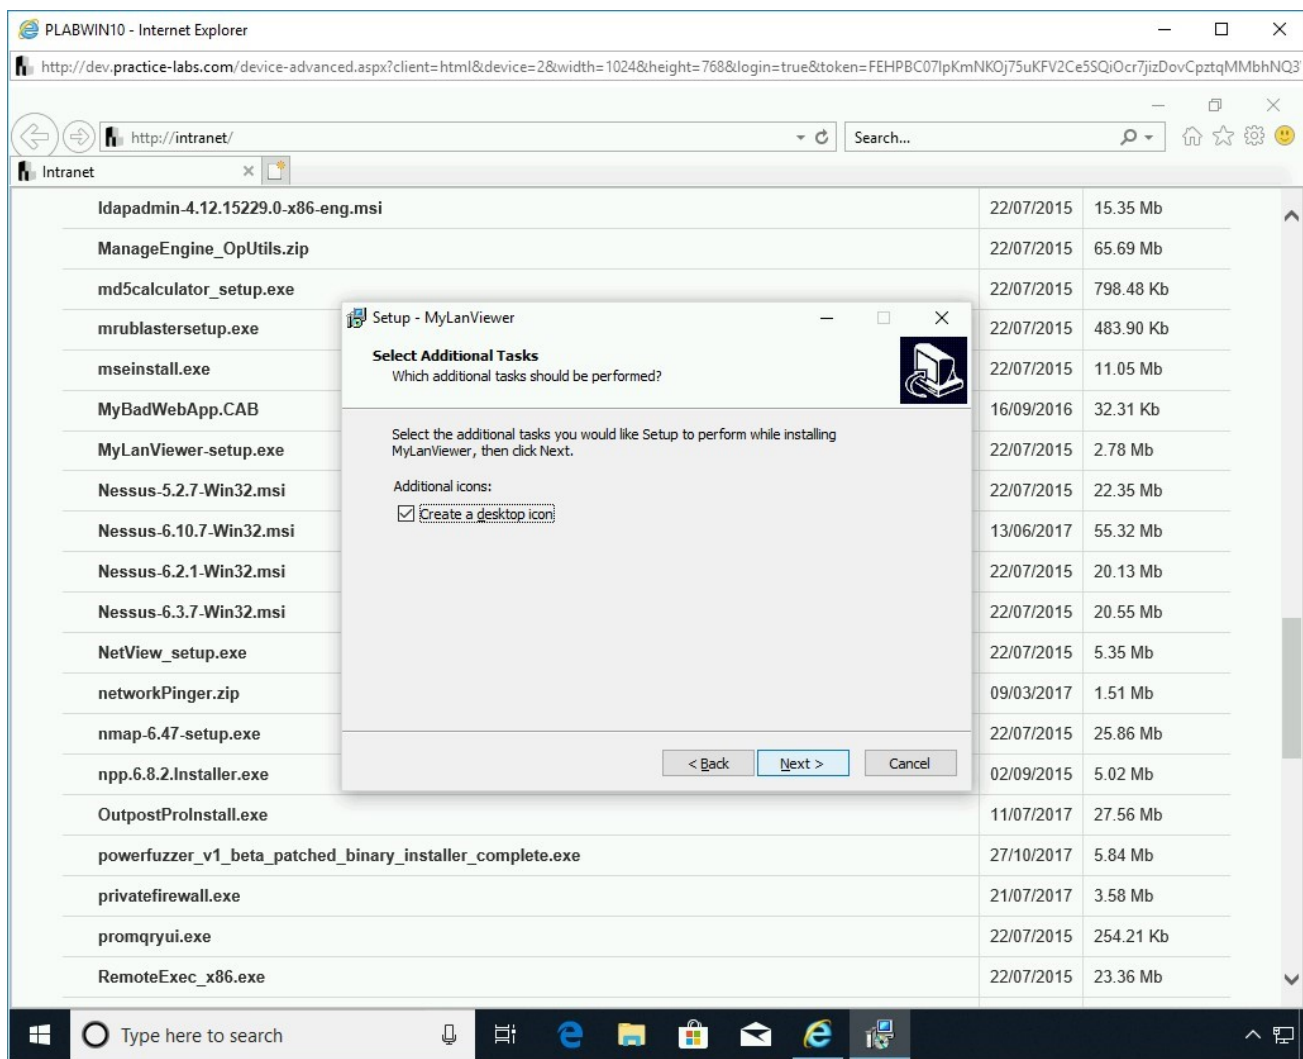 PLABWIN10 - Internet Explorer
http://dev.practice-labs.com/device-advanced.aspx?client=html&device=2&width=1024&height=768&login=true&token=
http://intranet/
Search...
Intranet
ldapadmin-4.12.15229.0-x86-eng.msi 22/07/2015 15.35 Mb
ManageEngine_OpUtils.zip 22/07/2015 65.69 Mb
md5calculator_setup.exe 22/07/2015 798.48 Kb
mrublastersetup.exe 22/07/2015 483.90 Kb
mseinstall.exe 22/07/2015 11.05 Mb
MyBadWebApp.CAB 16/09/2016 32.31 Kb
MyLanViewer-setup.exe 22/07/2015 2.78 Mb
Nessus-5.2.7-Win32.msi 22/07/2015 22.35 Mb
Nessus-6.10.7-Win32.msi 13/06/2017 55.32 Mb
Nessus-6.2.1-Win32.msi 22/07/2015 20.13 Mb
Nessus-6.3.7-Win32.msi 22/07/2015 20.55 Mb
NetView_setup.exe 22/07/2015 5.35 Mb
networkPinger.zip 09/03/2017 1.51 Mb
nmap-6.47-setup.exe 22/07/2015 25.86 Mb
npp.6.8.2.Installer.exe 02/09/2015 5.02 Mb
OutpostProInstall.exe 11/07/2017 27.56 Mb
powerfuzzer_v1_beta_patched_binary_installer_complete.exe 27/10/2017 5.84 Mb
privatefirewall.exe 21/07/2017 3.58 Mb
promqryui.exe 22/07/2015 254.21 Kb
RemoteExec_x86.exe 22/07/2015 23.36 Mb
Setup - MyLanViewer
Select Additional Tasks
Which additional tasks should be performed?
Select the additional tasks you would like Setup to perform while installing
MyLanViewer, then click Next.
Additional icons:
Create a desktop icon
< Back Next > Cancel
Type here to search